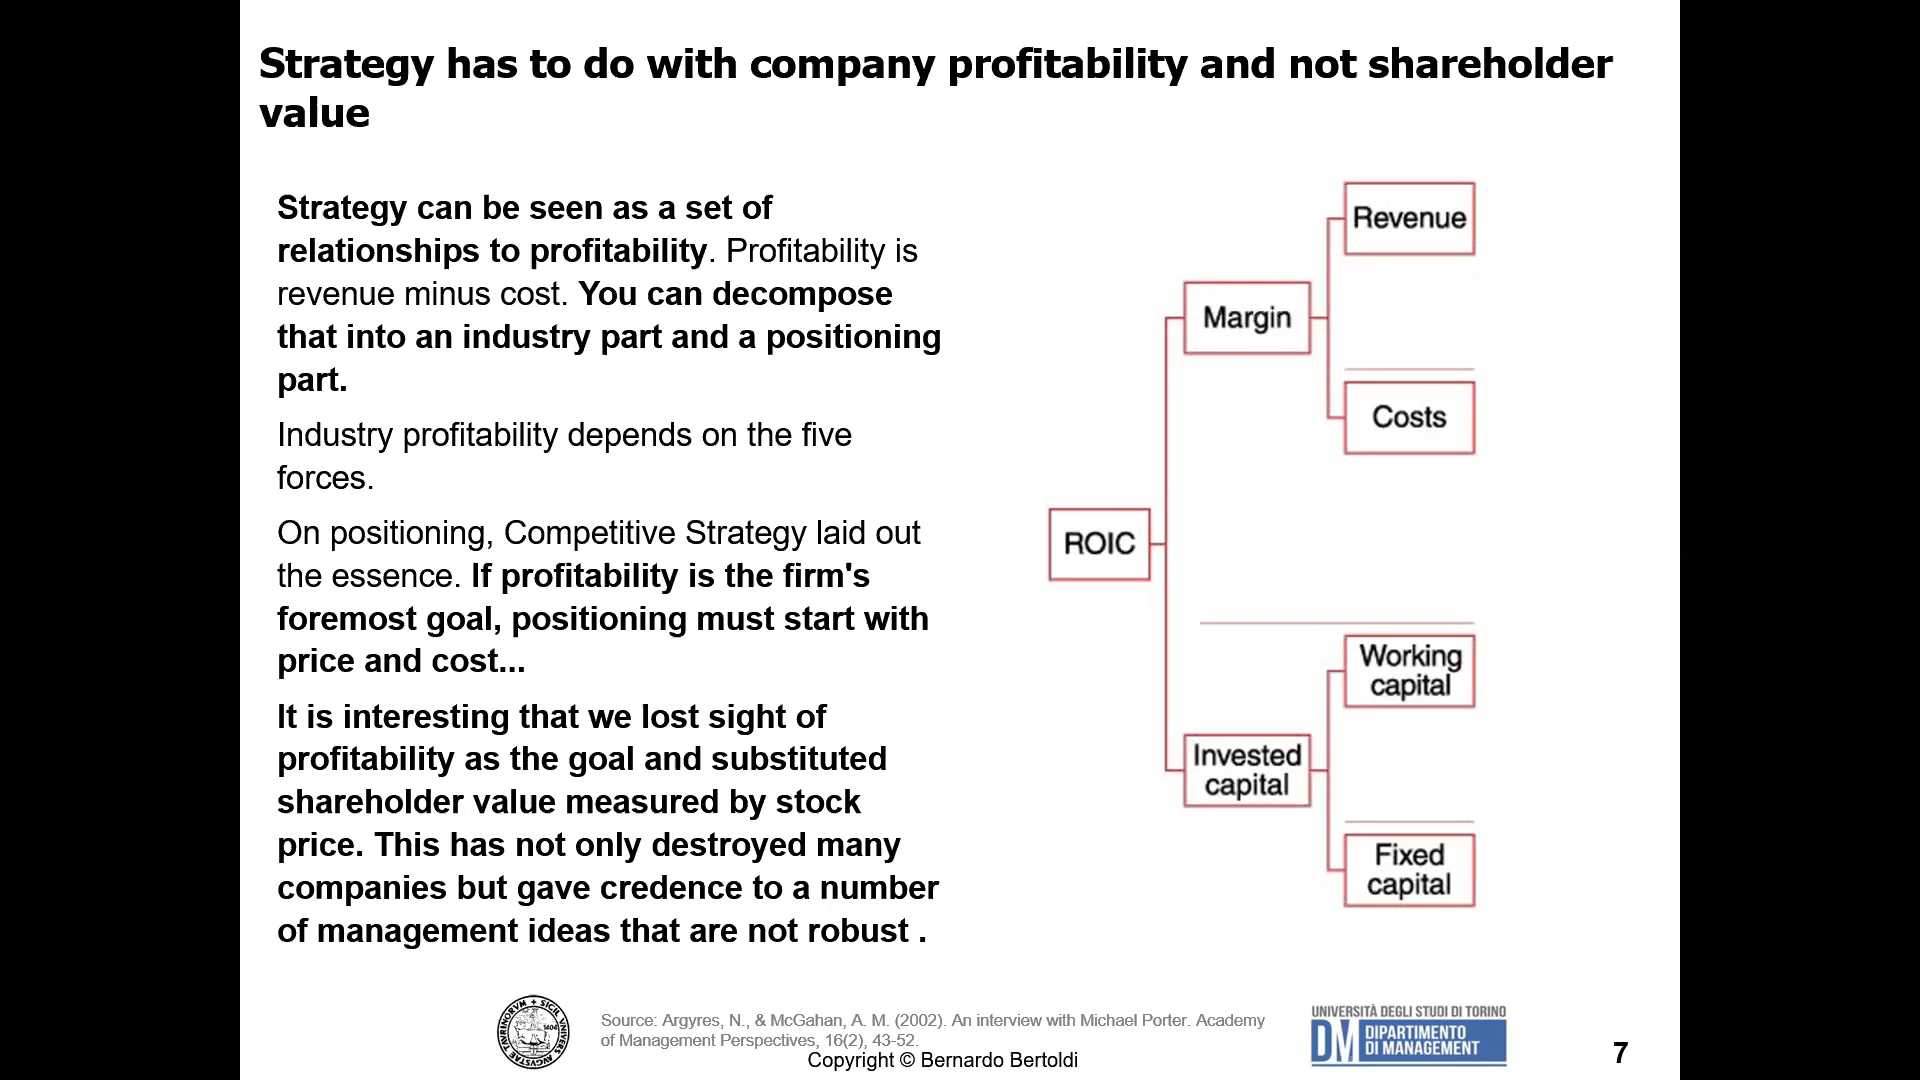 Strategy has to do with company profitability and not shareholder
value
Strategy can be seen as a set of
relationships to profitability. Profitability is
revenue minus cost. You can decompose
that into an industry part and a positioning
part.
Industry profitability depends on the five
forces.
On positioning, Competitive Strategy laid out
the essence. If profitability is the firm's
foremost goal, positioning must start with
price and cost...
It is interesting that we lost sight of
profitability as the goal and substituted
shareholder value measured by stock
price. This has not only destroyed many
companies but gave credence to a number
of management ideas that are not robust .
Revenue
Margin
Costs
ROIC
Working
capital
Invested
capital
Fixed
capital
Source: Argyres, N., & McGahan, A. M. (2002). An interview with Michael Porter. Academy
of Management Perspectives, 16(2), 43-52.
Copyright © Bernardo Bertoldi
UNIVERSITÀ DEGLI STUDI DI TORINO
DM DIPARTIMENTO
DI MANAGEMENT
7